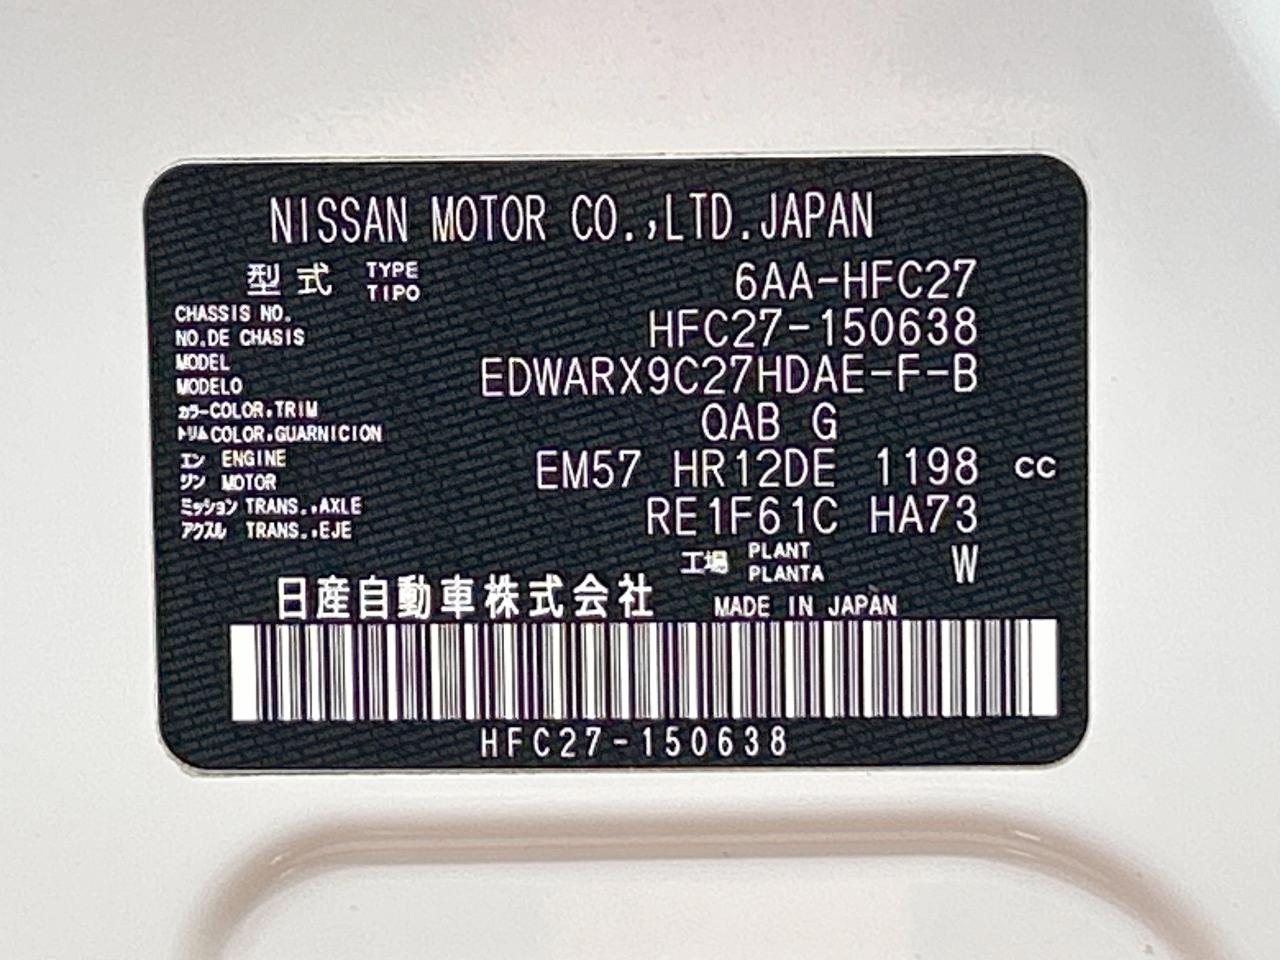 NISSAN MOTOR CO.,LTD.JAPAN
型式 TYPE TIPO 6AA-HFC27
CHASSIS NO.
NO.DE CHASIS HFC27-150638
MODEL
MODELO EDWARX9C27HDAE-F-B
カラー COLOR,TRIM
トリム COLOR,GUARNICION QAB G
エン ENGINE
ジン MOTOR EM57 HR12DE 1198 cc
ミッション TRANS.,AXLE
アクスル TRANS.,EJE RE1F61C HA73
工場 PLANT PLANTA W
日産自動車株式会社 MADE IN JAPAN
HFC27-150638